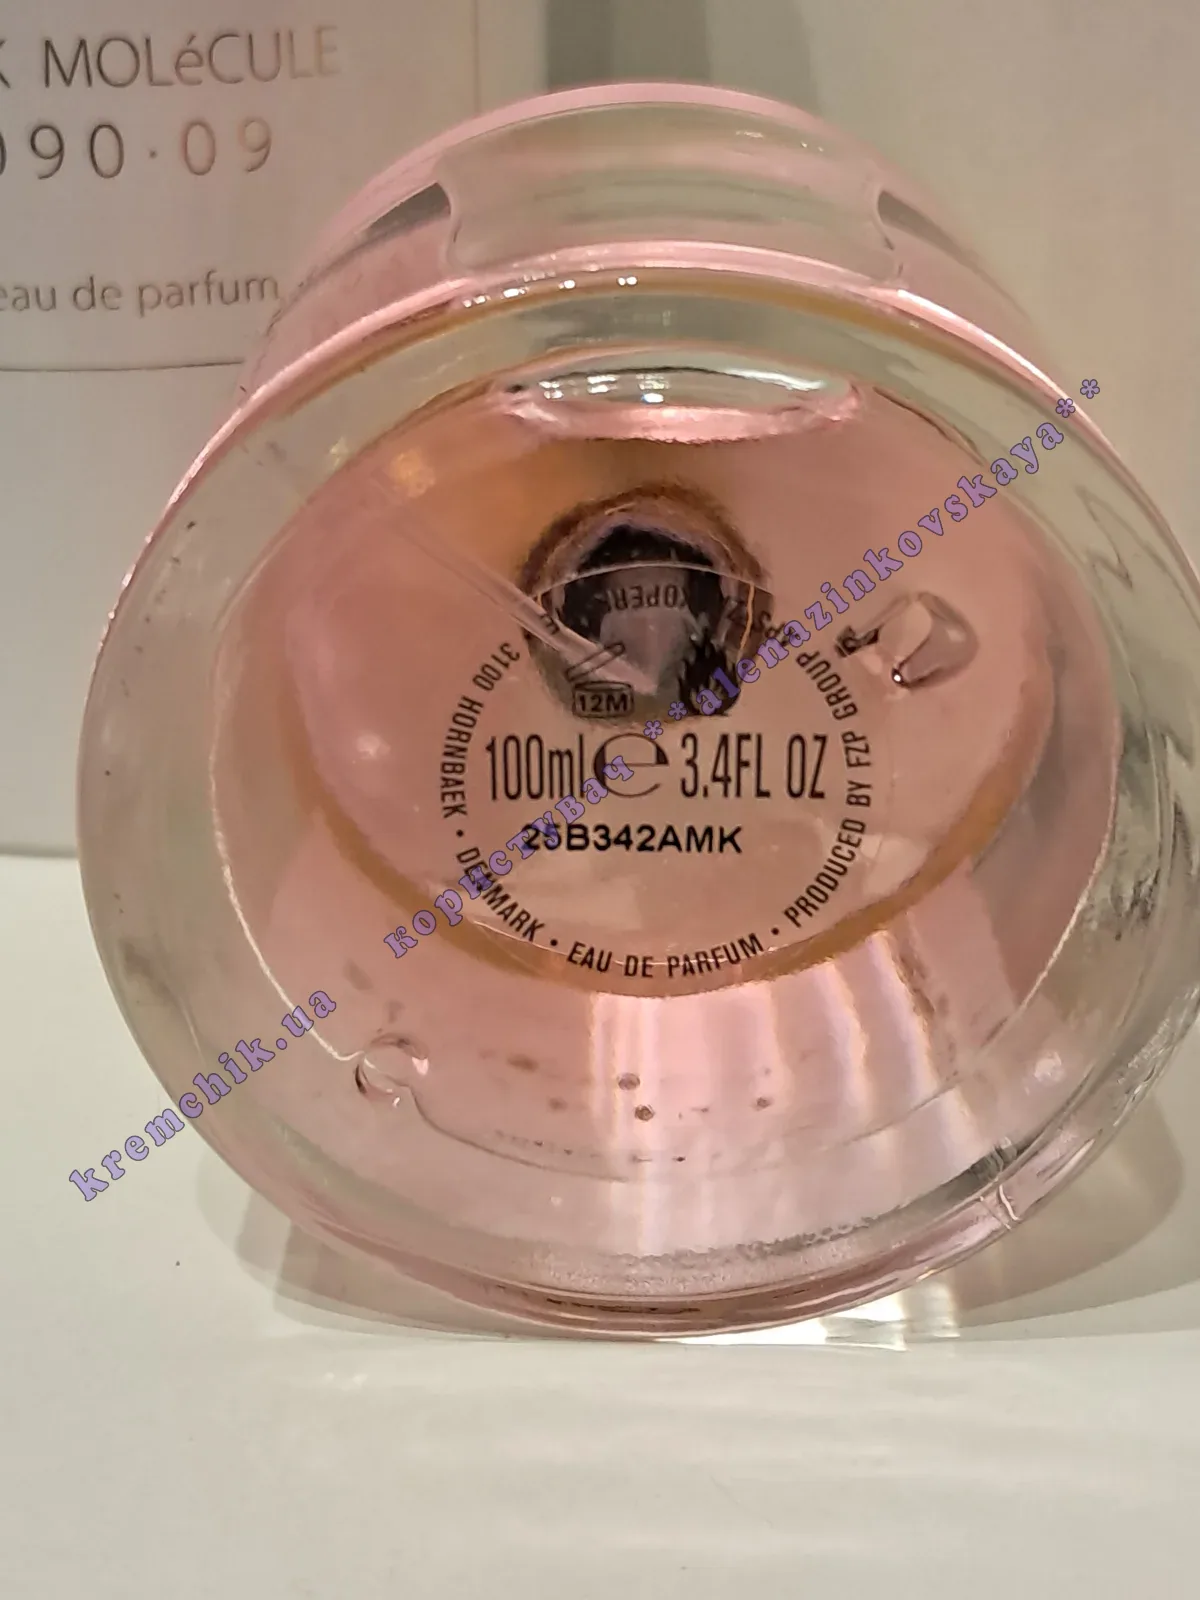 MOLéCULE
090·09
eau de parfum
12M
100ml e 3.4FL OZ
25B342AMK
3100 HORNBAEK • DENMARK • EAU DE PARFUM • PRODUCED BY FZP GROUP
kremchik.ua
користувач **alenazinkovskaya**